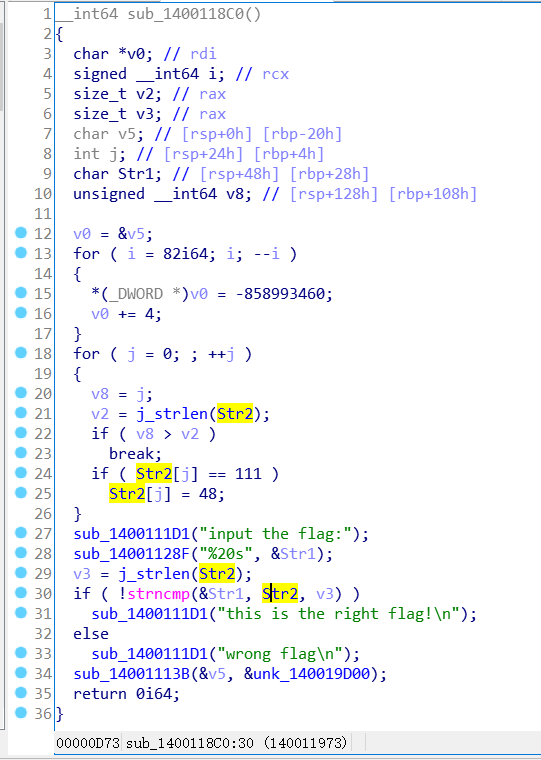 1 __int64 sub_1400118C0()
2 {
3 char *v0; // rdi
4 signed __int64 i; // rcx
5 size_t v2; // rax
6 size_t v3; // rax
7 char v5; // [rsp+0h] [rbp-20h]
8 int j; // [rsp+24h] [rbp+4h]
9 char Str1; // [rsp+48h] [rbp+28h]
10 unsigned __int64 v8; // [rsp+128h] [rbp+108h]
11
12 v0 = &v5;
13 for ( i = 82i64; i; --i )
14 {
15 *(_DWORD *)v0 = -858993460;
16 v0 += 4;
17 }
18 for ( j = 0; ; ++j )
19 {
20 v8 = j;
21 v2 = j_strlen(Str2);
22 if ( v8 > v2 )
23 break;
24 if ( Str2[j] == 111 )
25 Str2[j] = 48;
26 }
27 sub_1400111D1("input the flag:");
28 sub_14001128F("%20s", &Str1);
29 v3 = j_strlen(Str2);
30 if ( !strncmp(&Str1, Str2, v3) )
31 sub_1400111D1("this is the right flag!\n");
32 else
33 sub_1400111D1("wrong flag\n");
34 sub_14001113B(&v5, &unk_140019D00);
35 return 0i64;
36 }
00000D73 sub_1400118C0:30 (140011973)